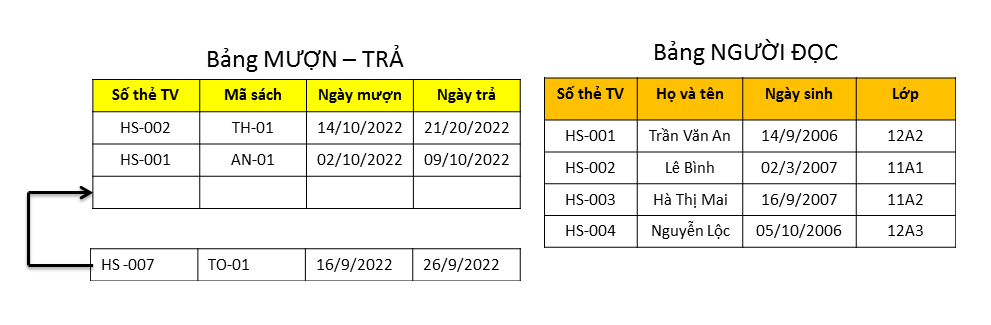 Bảng MƯỢN – TRẢ
Số thẻ TV Mã sách Ngày mượn Ngày trả
HS-002 TH-01 14/10/2022 21/20/2022
HS-001 AN-01 02/10/2022 09/10/2022
HS -007 TO-01 16/9/2022 26/9/2022
Bảng NGƯỜI ĐỌC
Số thẻ TV Họ và tên Ngày sinh Lớp
HS-001 Trần Văn An 14/9/2006 12A2
HS-002 Lê Bình 02/3/2007 11A1
HS-003 Hà Thị Mai 16/9/2007 11A2
HS-004 Nguyễn Lộc 05/10/2006 12A3